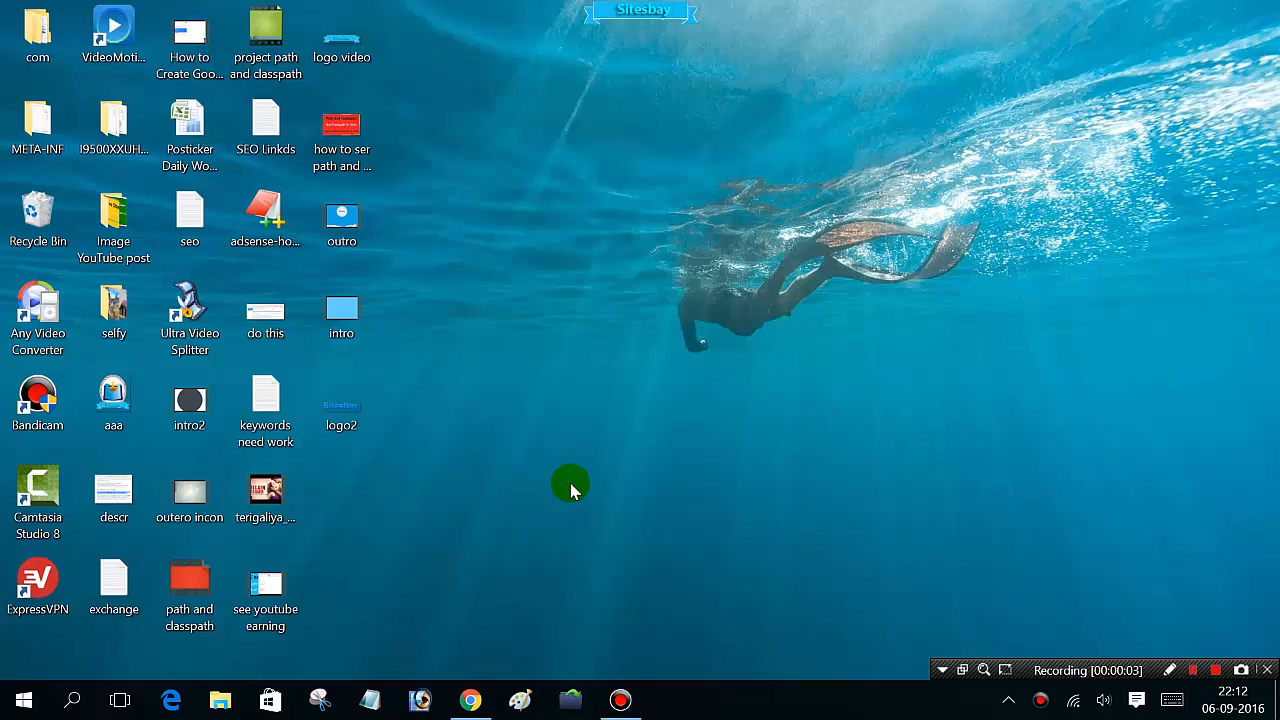 Sitesbay
com
VideoMoti...
How to
Create Goo...
project path
and classpath
logo video
META-INF
I9500XXUH...
Posticker
Daily Wo...
SEO Linkds
how to ser
path and ...
Recycle Bin
Image
YouTube post
seo
adsense-ho...
outro
Any Video
Converter
selfy
Ultra Video
Splitter
do this
intro
Bandicam
aaa
intro2
keywords
need work
Sitesbay
logo2
Camtasia
Studio 8
descr
outero incon
terigaliya_...
ExpressVPN
exchange
path and
classpath
see youtube
earning
Recording [00:00:03]
22:12
06-09-2016